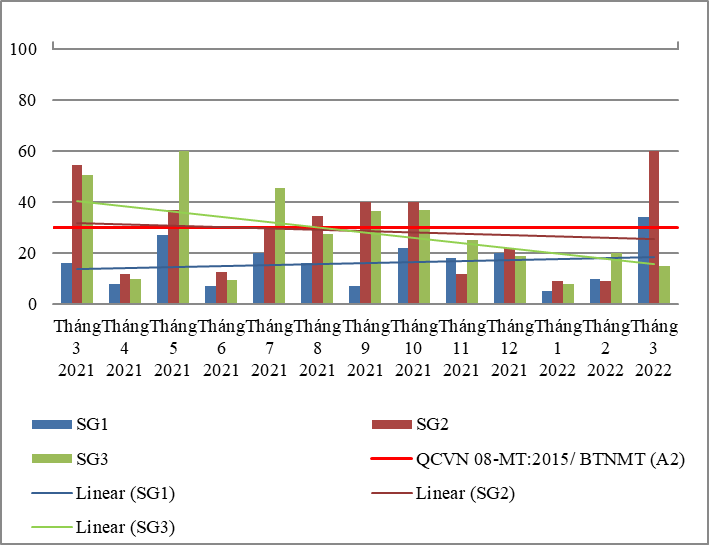 100
80
60
40
20
0
Tháng Tháng Tháng Tháng Tháng Tháng Tháng Tháng Tháng Tháng Tháng Tháng Tháng
3 4 5 6 7 8 9 10 11 12 1 2 3
2021 2021 2021 2021 2021 2021 2021 2021 2021 2021 2022 2022 2022
SG1 SG2
SG3 QCVN 08-MT:2015/ BTNMT (A2)
Linear (SG1) Linear (SG2)
Linear (SG3)